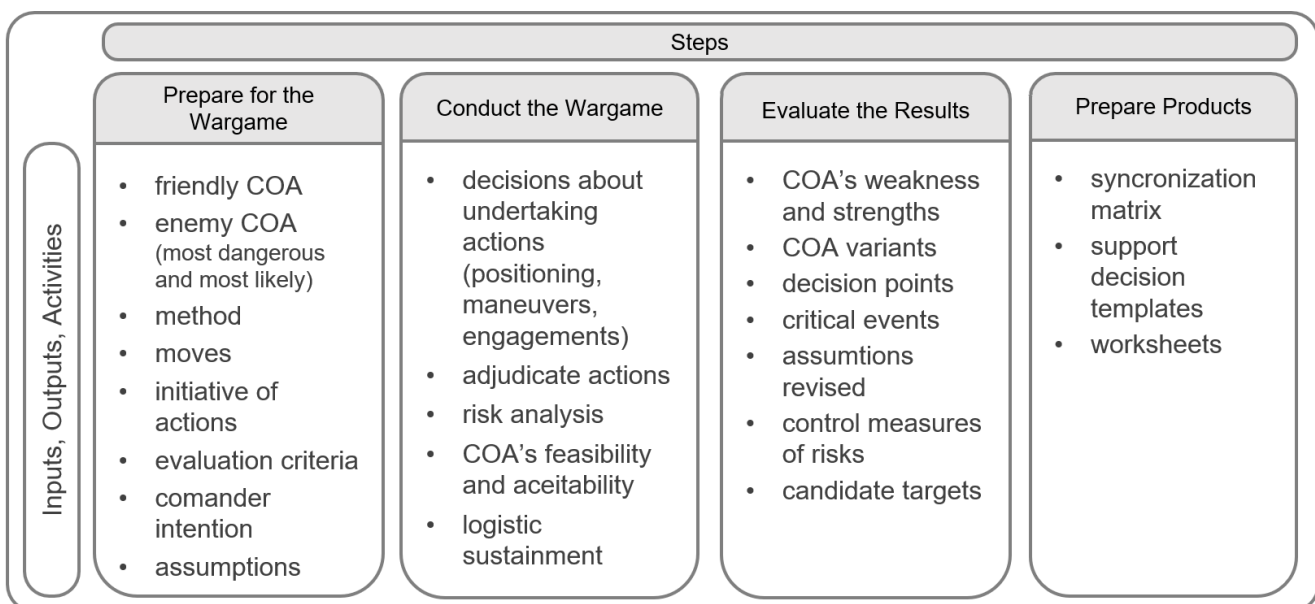 Steps
Inputs, Outputs, Activities
Prepare for the
Wargame
• friendly COA
• enemy COA
(most dangerous
and most likely)
• method
• moves
• initiative of
actions
• evaluation criteria
• comander
intention
• assumptions
Conduct the Wargame
• decisions about
undertaking
actions
(positioning,
maneuvers,
engagements)
• adjudicate actions
• risk analysis
• COA’s feasibility
and aceitability
• logistic
sustainment
Evaluate the Results
• COA’s weakness
and strengths
• COA variants
• decision points
• critical events
• assumtions
revised
• control measures
of risks
• candidate targets
Prepare Products
• syncronization
matrix
• support
decision
templates
• worksheets